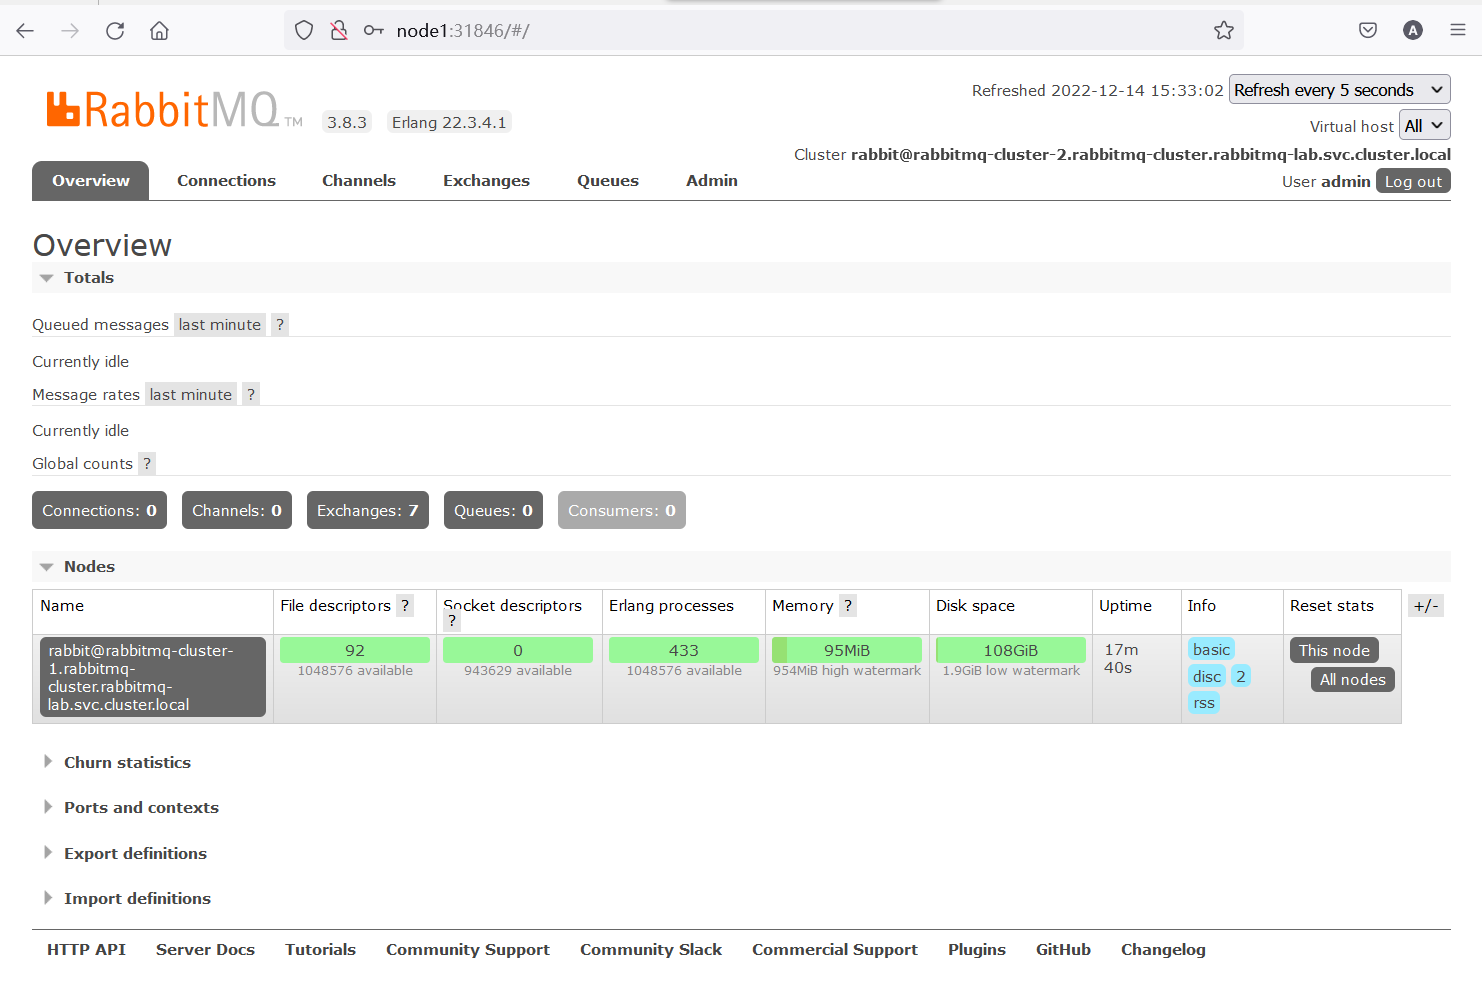 node1:31846/#/
A
RabbitMQ TM 3.8.3 Erlang 22.3.4.1
Refreshed 2022-12-14 15:33:02 Refresh every 5 seconds
Virtual host All
Cluster rabbit@rabbitmq-cluster-2.rabbitmq-cluster.rabbitmq-lab.svc.cluster.local
User admin Log out
Overview Connections Channels Exchanges Queues Admin
Overview
Totals
Queued messages last minute ?
Currently idle
Message rates last minute ?
Currently idle
Global counts ?
Connections: 0 Channels: 0 Exchanges: 7 Queues: 0 Consumers: 0
Nodes
Name File descriptors ? Socket descriptors ? Erlang processes Memory ? Disk space Uptime Info Reset stats +/-
rabbit@rabbitmq-cluster-
1.rabbitmq-
cluster.rabbitmq-
lab.svc.cluster.local
92
1048576 available
0
943629 available
433
1048576 available
95MiB
954MiB high watermark
108GiB
1.9GiB low watermark
17m
40s
basic
disc 2
rss
This node
All nodes
Churn statistics
Ports and contexts
Export definitions
Import definitions
HTTP API Server Docs Tutorials Community Support Community Slack Commercial Support Plugins GitHub Changelog